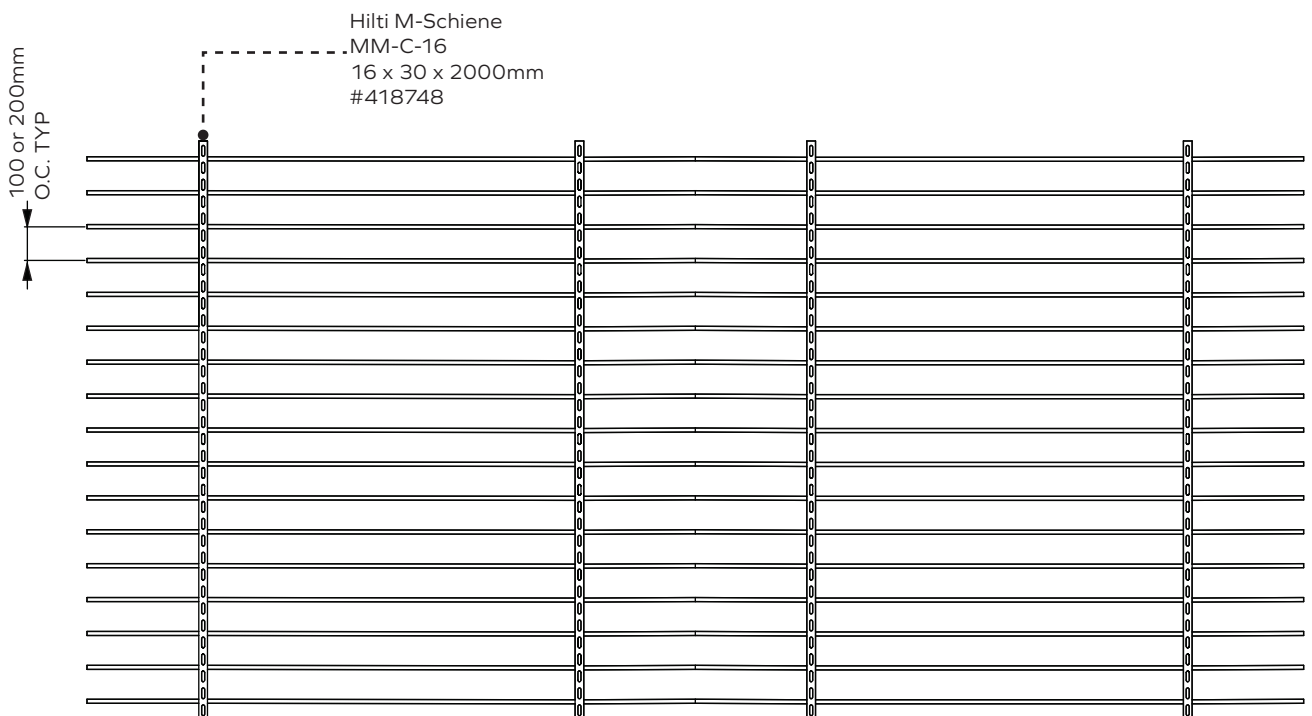 Hilti M-Schiene
MM-C-16
16 x 30 x 2000mm
#418748
100 or 200mm
O.C. TYP